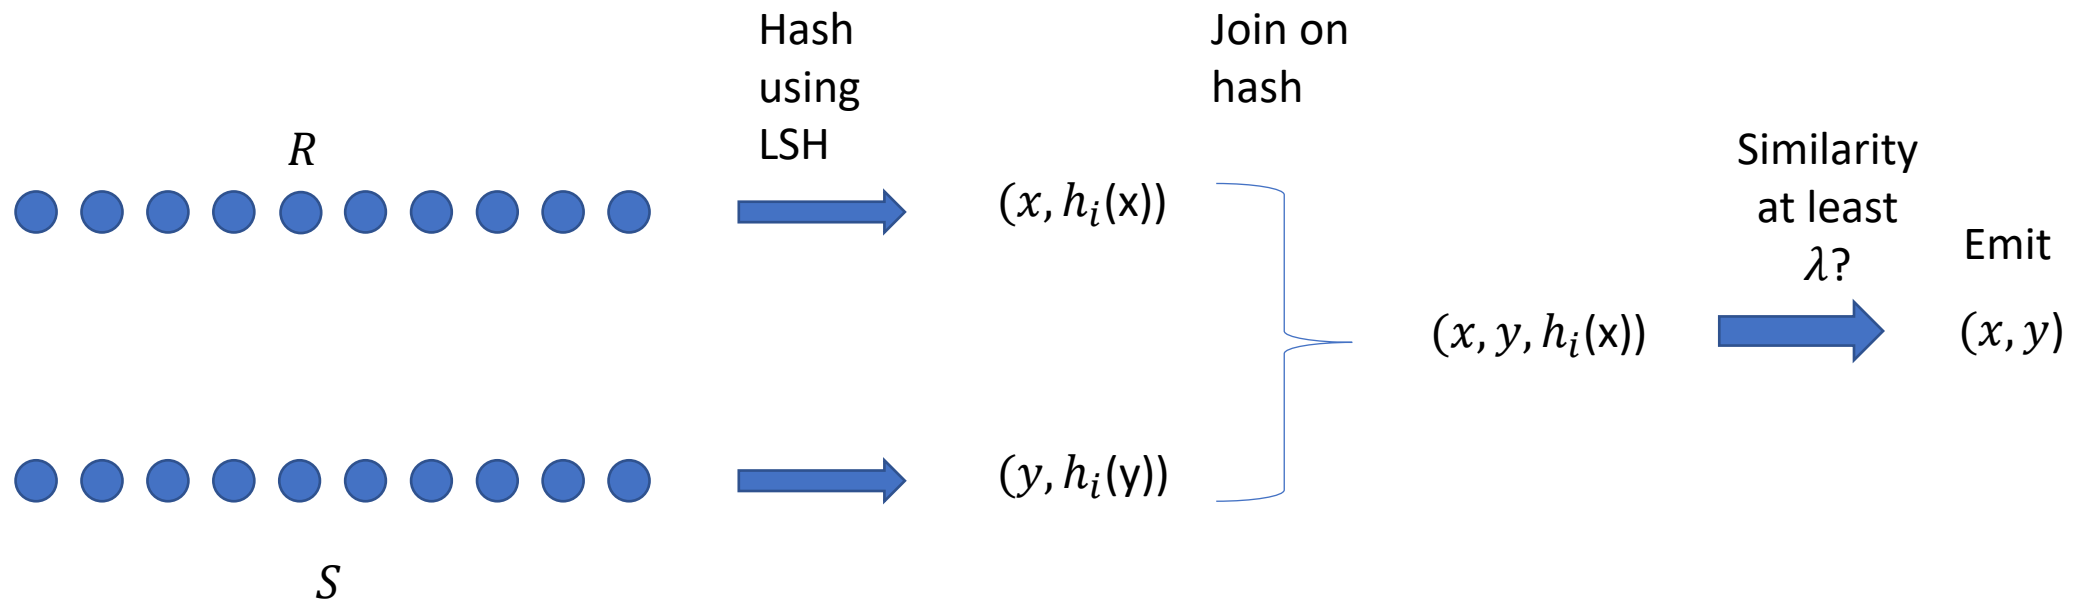 Hash
using
LSH
Join on
hash
R
(x, hᵢ(x))
Similarity
at least
λ?
Emit
(x, y, hᵢ(x))
(x, y)
(y, hᵢ(y))
S